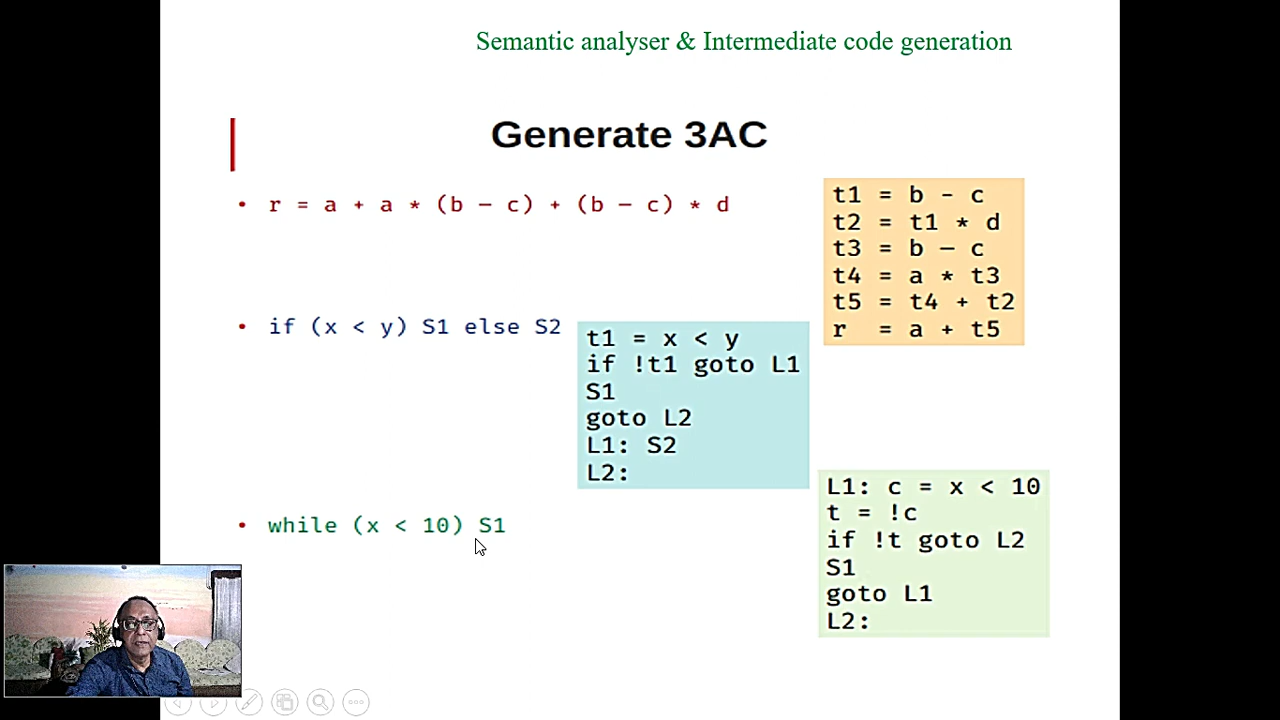 Semantic analyser & Intermediate code generation
Generate 3AC
• r = a + a * (b – c) + (b – c) * d
t1 = b - c
t2 = t1 * d
t3 = b – c
t4 = a * t3
t5 = t4 + t2
r = a + t5
• if (x < y) S1 else S2
t1 = x < y
if !t1 goto L1
S1
goto L2
L1: S2
L2:
• while (x < 10) S1
L1: c = x < 10
t = !c
if !t goto L2
S1
goto L1
L2: